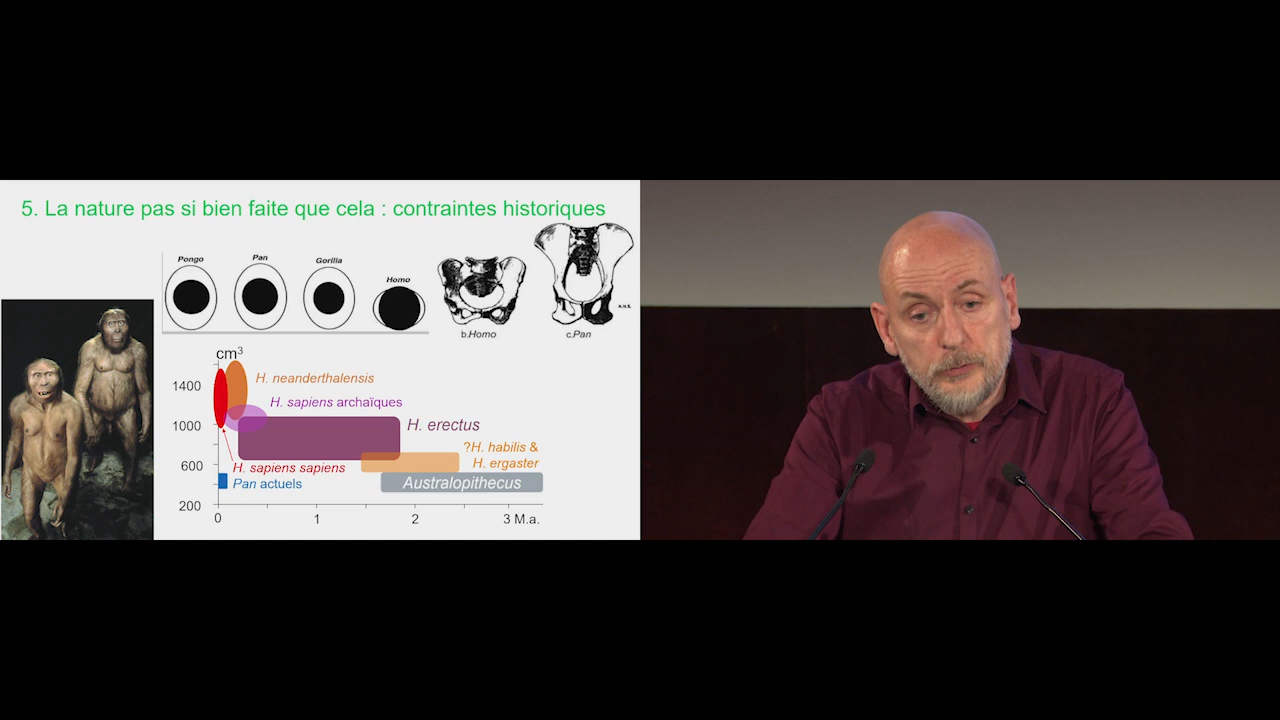 5. La nature pas si bien faite que cela : contraintes historiques
Pongo
Pan
Gorilla
Homo
b.Homo
c.Pan
cm³
1400
1000
600
200
H. neanderthalensis
H. sapiens archaïques
H. erectus
?H. habilis &
H. ergaster
H. sapiens sapiens
Pan actuels
Australopithecus
0
1
2
3 M.a.